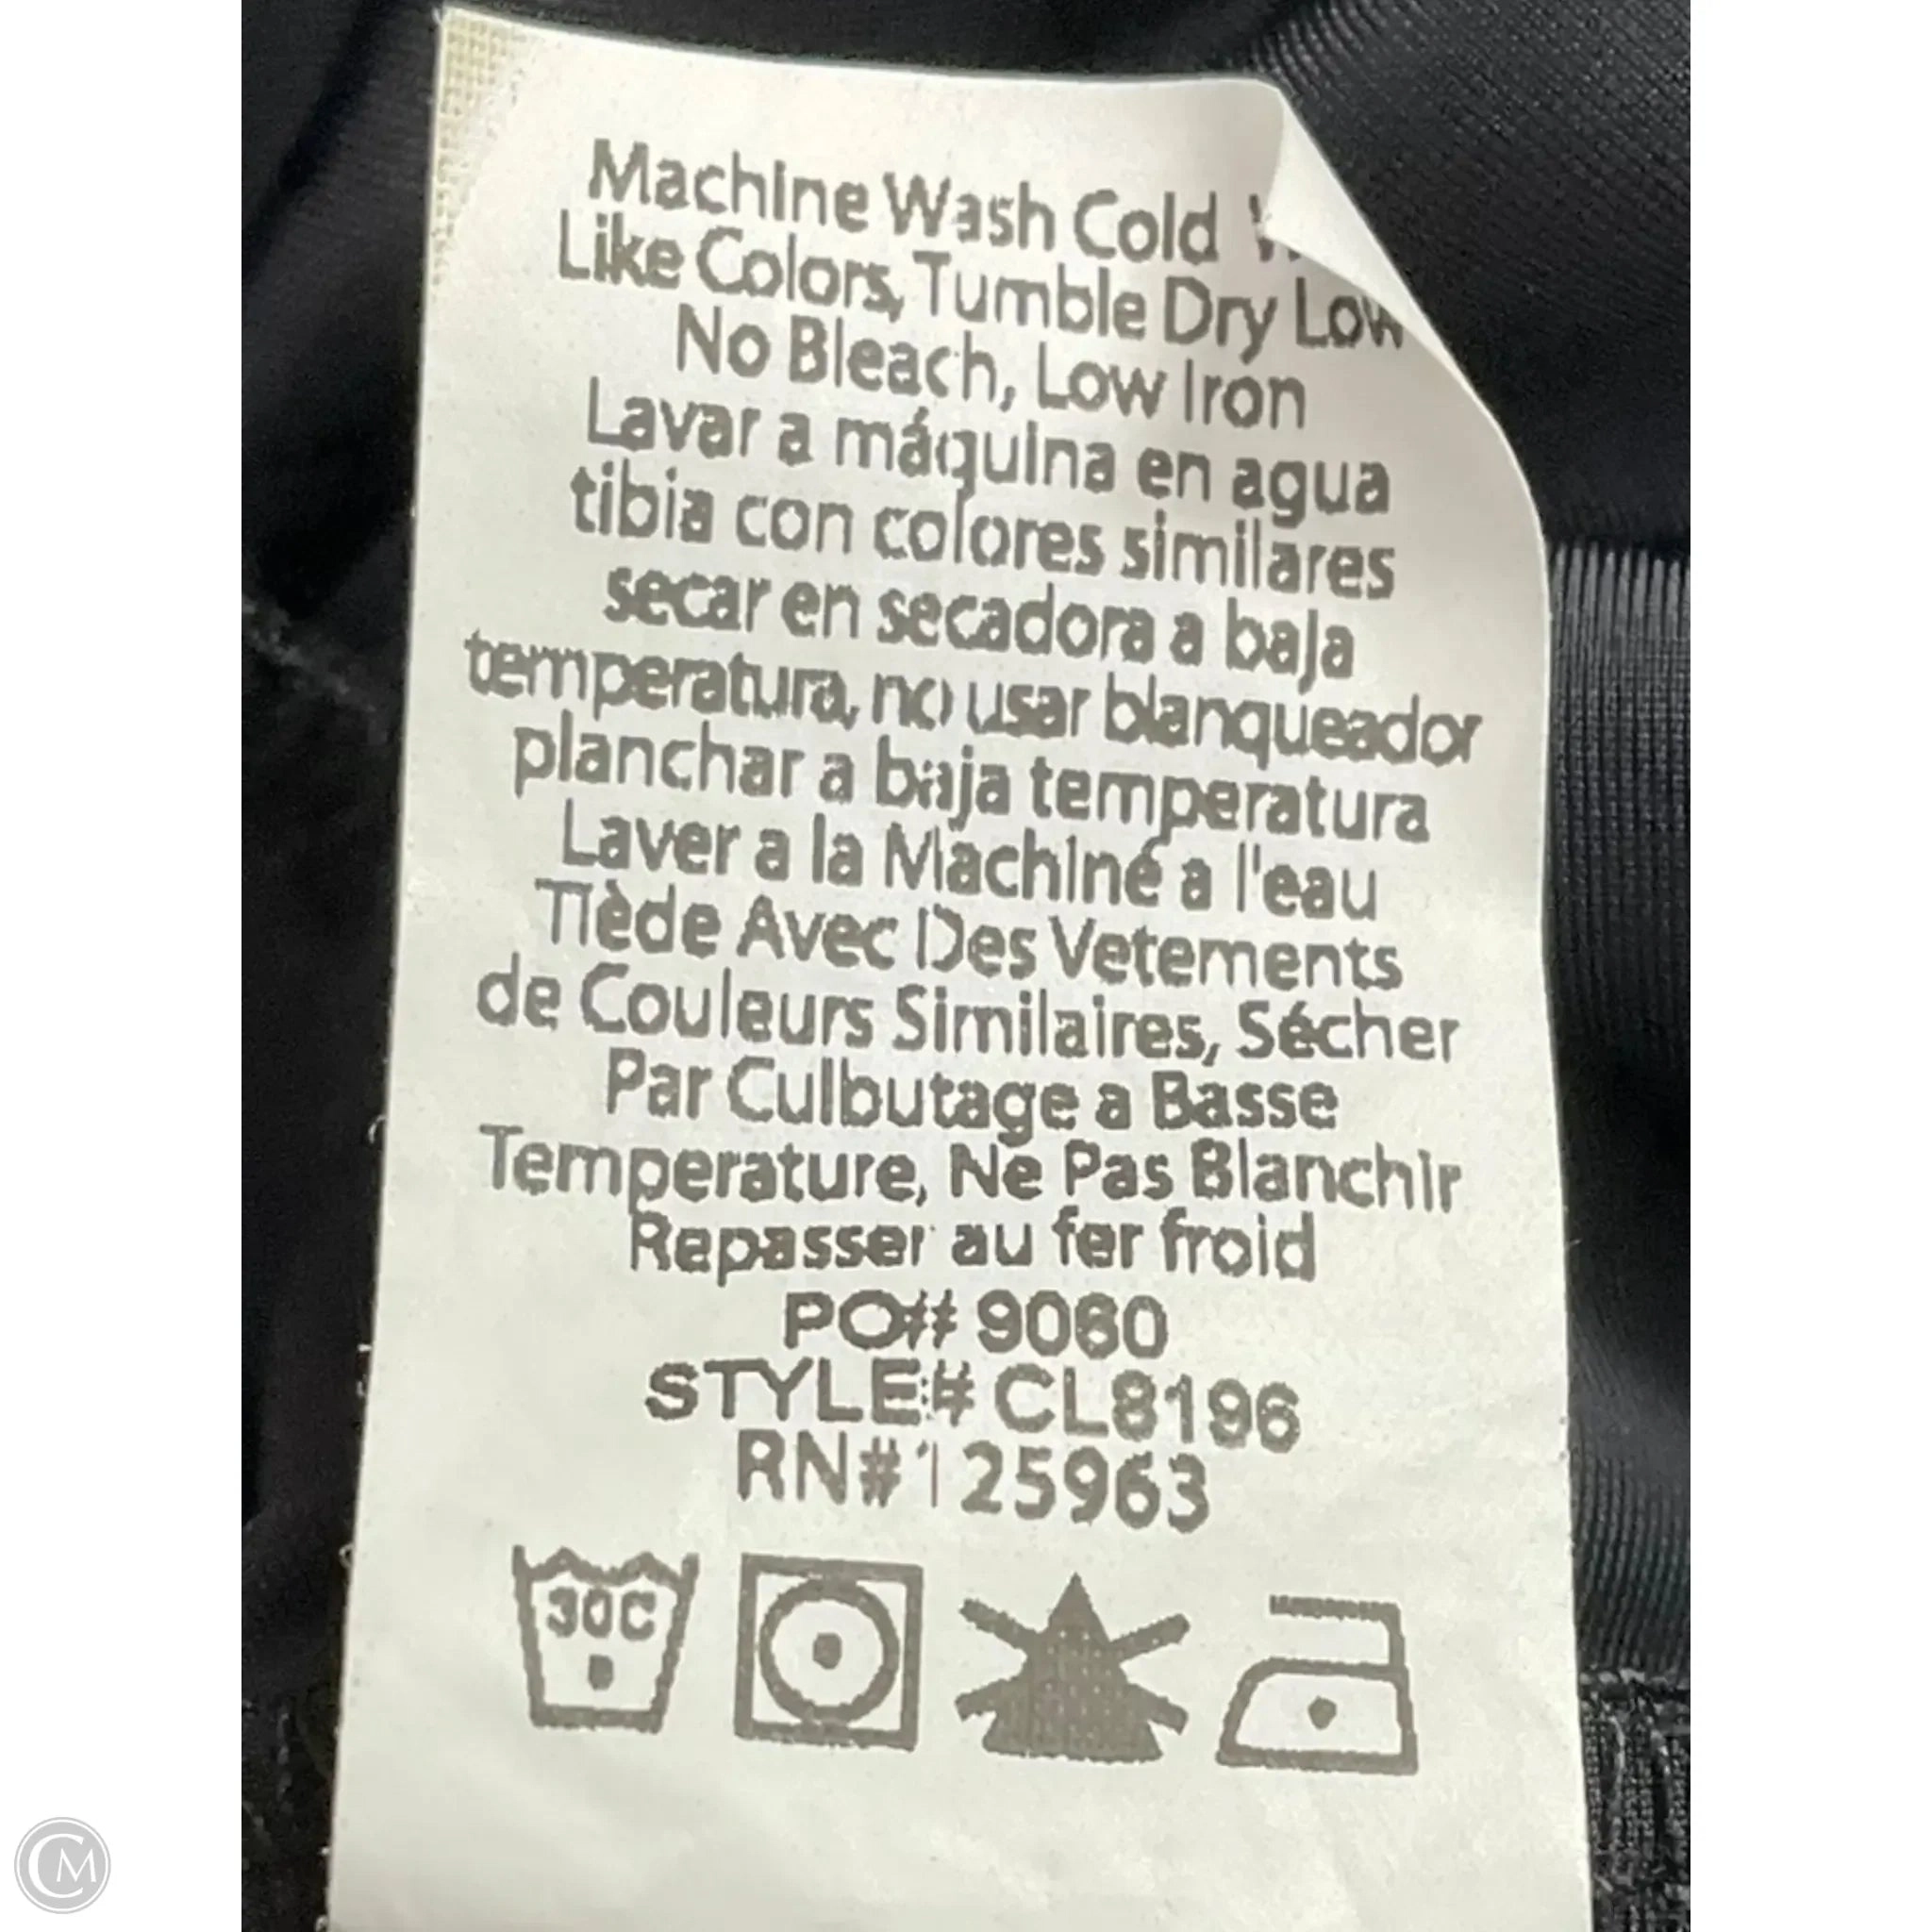 Machine Wash Cold
Like Colors, Tumble Dry Low
No Bleach, Low Iron
Lavar a máquina en agua
tibia con colores similares
secar en secadora a baja
temperatura, no usar blanqueador
planchar a baja temperatura
Laver a la Machiné a l'eau
Tiède Avec Des Vetements
de Couleurs Similaires, Sécher
Par Culbutage a Basse
Temperature, Ne Pas Blanchir
Repasser au fer froid
PO# 9060
STYLE# CL8196
RN# 125963
30C
CM